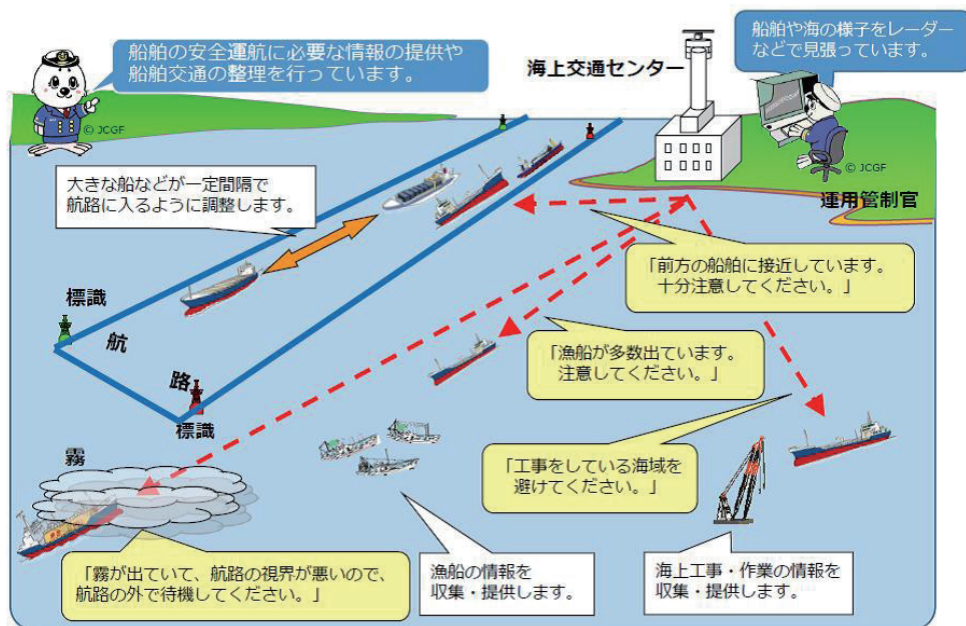 船舶の安全運航に必要な情報の提供や
船舶交通の整理を行っています。
船舶や海の様子をレーダー
などで見張っています。
海上交通センター
© JCGF
© JCGF
運用管制官
大きな船などが一定間隔で
航路に入るように調整します。
「前方の船舶に接近しています。
十分注意してください。」
標識
航
路
標識
「漁船が多数出ています。
注意してください。」
霧
「工事をしている海域を
避けてください。」
「霧が出ていて、航路の視界が悪いので、
航路の外で待機してください。」
漁船の情報を
収集・提供します。
海上工事・作業の情報を
収集・提供します。